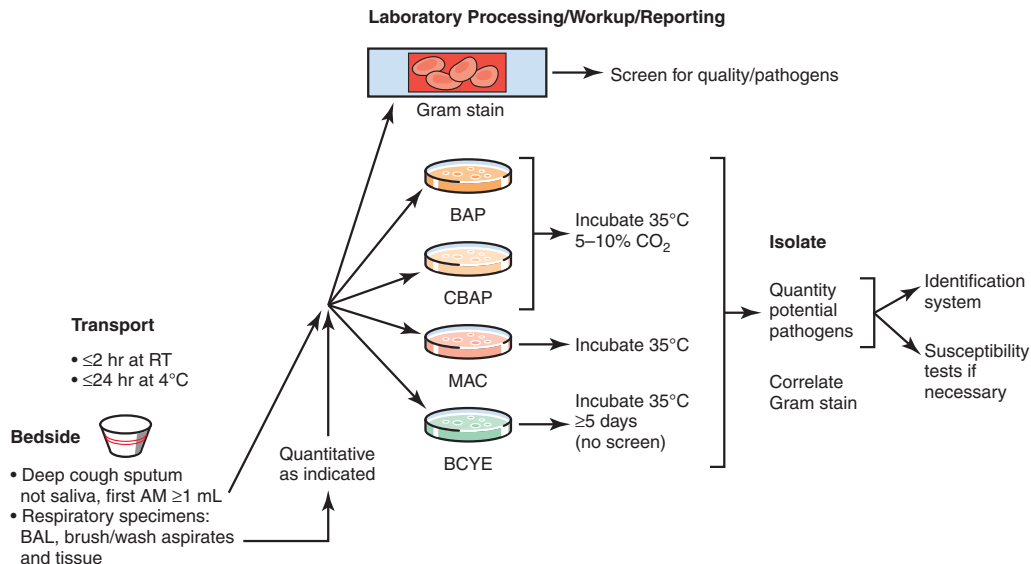 Laboratory Processing/Workup/Reporting
Gram stain
Screen for quality/pathogens
BAP
CBAP
Incubate 35°C
5–10% CO₂
MAC
Incubate 35°C
BCYE
Incubate 35°C
≥5 days
(no screen)
Transport
• ≤2 hr at RT
• ≤24 hr at 4°C
Bedside
• Deep cough sputum
not saliva, first AM ≥1 mL
• Respiratory specimens:
BAL, brush/wash aspirates
and tissue
Quantitative
as indicated
Isolate
Quantity
potential
pathogens
Correlate
Gram stain
Identification
system
Susceptibility
tests if
necessary